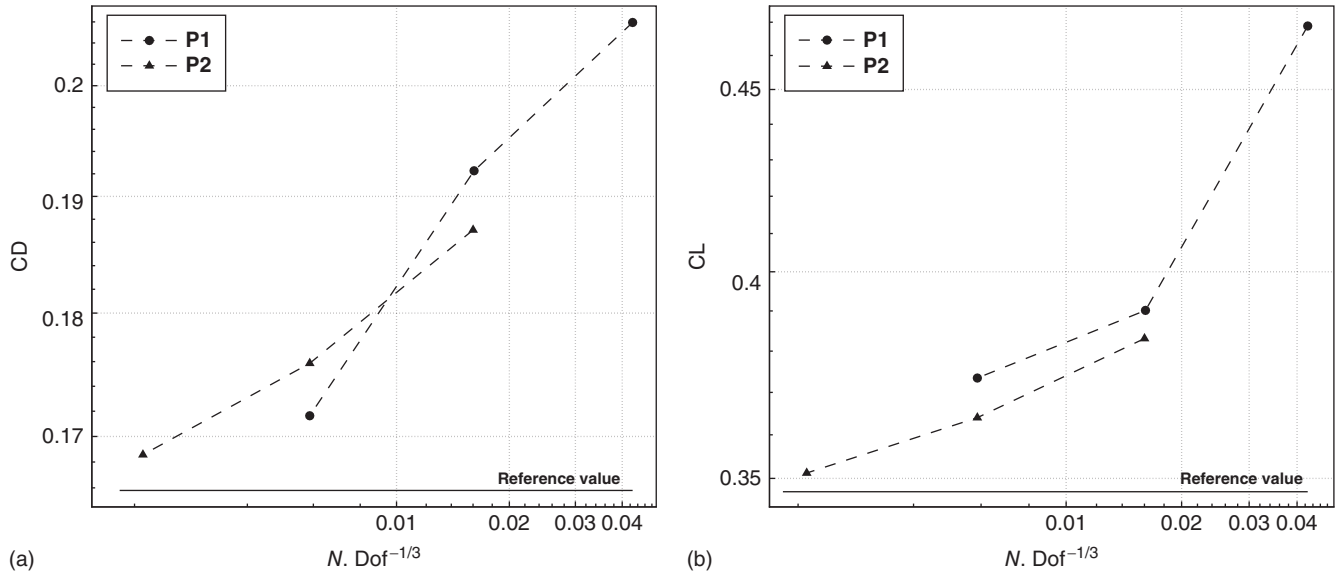 P1
P2
0.2
0.19
0.18
0.17
CD
Reference value
0.01
0.02
0.03
0.04
(a)
N. Dof⁻¹/³
P1
P2
0.45
0.4
0.35
CL
Reference value
0.01
0.02
0.03
0.04
(b)
N. Dof⁻¹/³